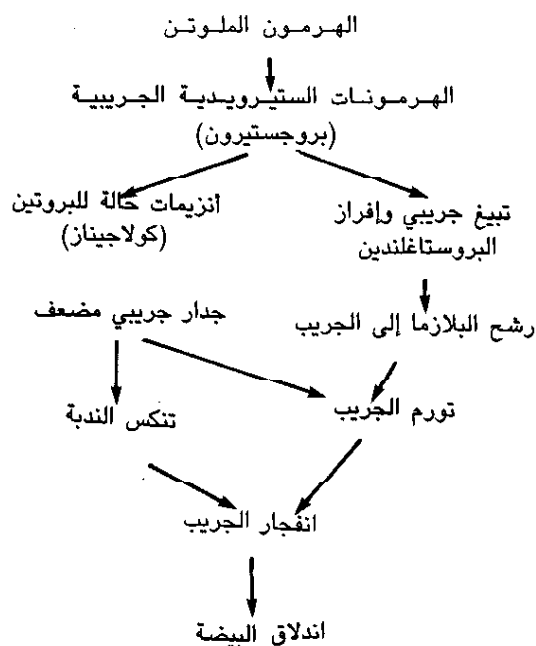 الهرمون الملوتن
الهرمونات الستيرويدية الجريبية
(بروجستيرون)
تبيغ جريبي وإفراز
البروستاغلندين
أنزيمات حالة للبروتين
(كولاجيناز)
رشح البلازما إلى الجريب
جدار جريبي مضعف
تورم الجريب
تنكس الندبة
انفجار الجريب
اندلاق البيضة